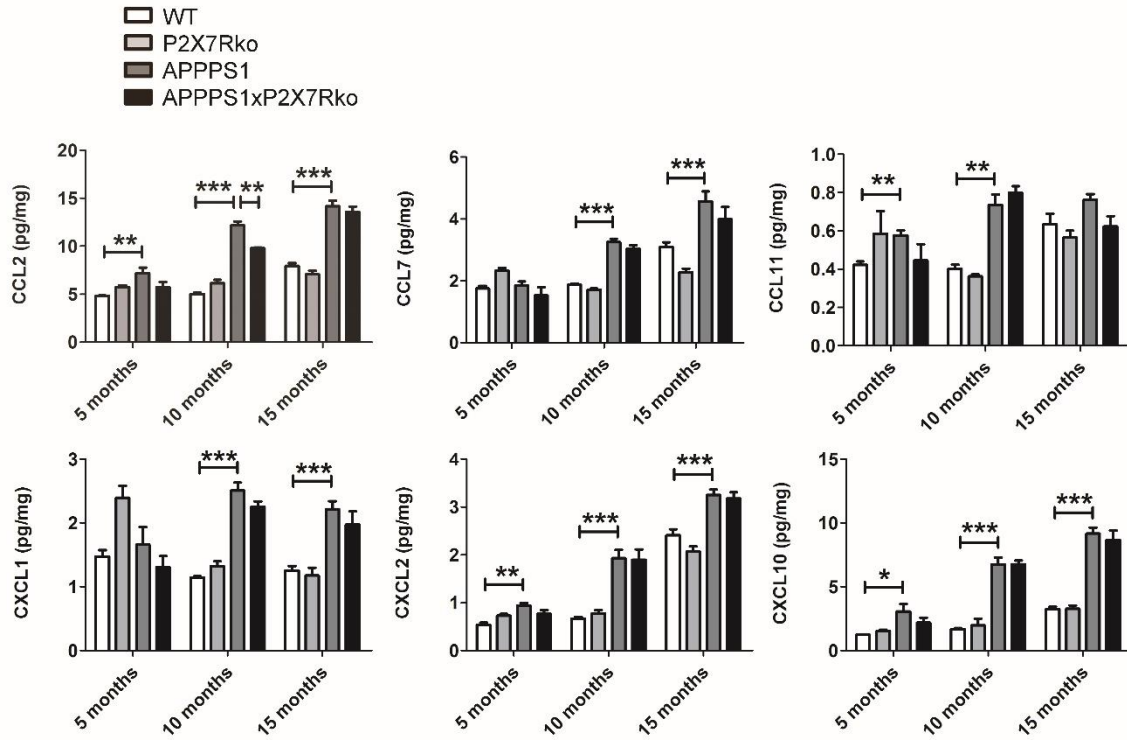 WT
P2X7Rko
APPPS1
APPPS1xP2X7Rko
CCL2 (pg/mg)
20
15
10
5
0
**
*** **
***
5 months
10 months
15 months
CCL7 (pg/mg)
6
4
2
0
***
***
5 months
10 months
15 months
CCL11 (pg/mg)
1.0
0.8
0.6
0.4
0.2
0.0
**
**
5 months
10 months
15 months
CXCL1 (pg/mg)
3
2
1
0
***
***
5 months
10 months
15 months
CXCL2 (pg/mg)
4
3
2
1
0
**
***
***
5 months
10 months
15 months
CXCL10 (pg/mg)
15
10
5
0
*
***
***
5 months
10 months
15 months